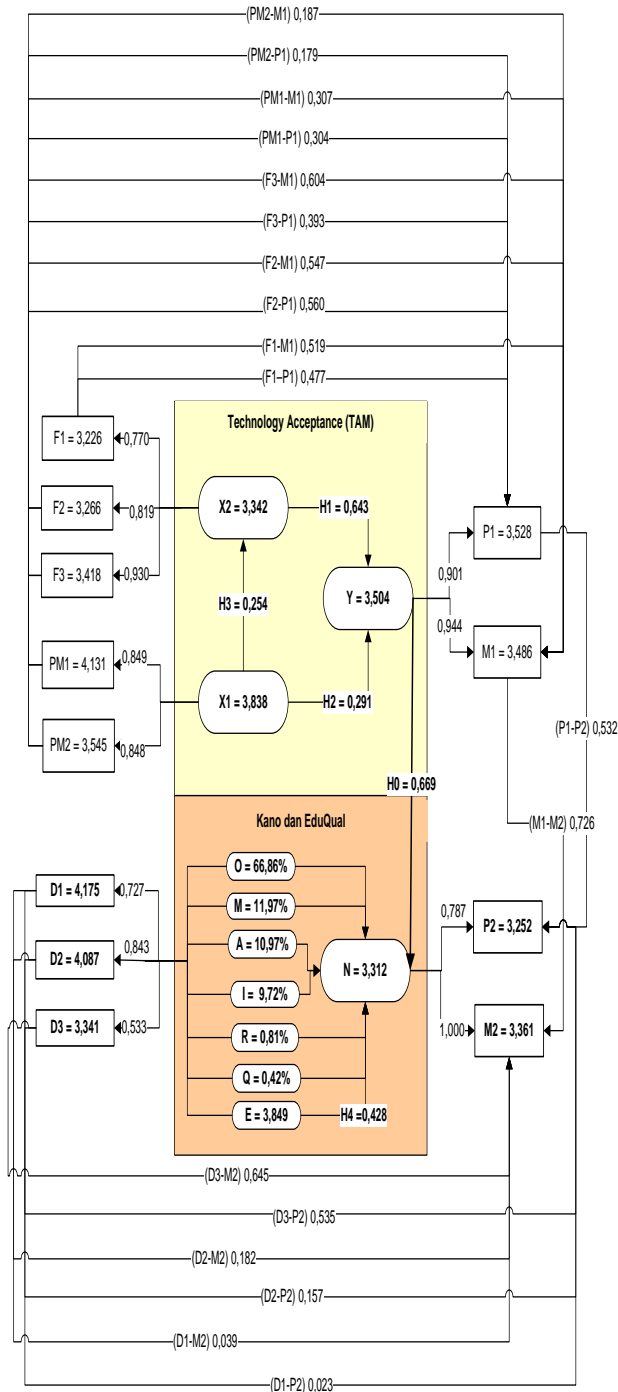 (PM2-M1) 0,187
(PM2-P1) 0,179
(PM1-M1) 0,307
(PM1-P1) 0,304
(F3-M1) 0,604
(F3-P1) 0,393
(F2-M1) 0,547
(F2-P1) 0,560
(F1-M1) 0,519
(F1–P1) 0,477
Technology Acceptance (TAM)
F1 = 3,226
0,770
F2 = 3,266
0,819
X2 = 3,342
H1 = 0,643
P1 = 3,528
F3 = 3,418
0,930
0,901
H3 = 0,254
Y = 3,504
0,944
PM1 = 4,131
0,849
M1 = 3,486
X1 = 3,838
H2 = 0,291
PM2 = 3,545
0,848
(P1-P2) 0,532
H0 = 0,669
Kano dan EduQual
(M1-M2) 0,726
O = 66,86%
D1 = 4,175
0,727
M = 11,97%
0,787
P2 = 3,252
A = 10,97%
D2 = 4,087
0,843
N = 3,312
I = 9,72%
D3 = 3,341
0,533
R = 0,81%
1,000
M2 = 3,361
Q = 0,42%
E = 3,849
H4 =0,428
(D3-M2) 0,645
(D3-P2) 0,535
(D2-M2) 0,182
(D2-P2) 0,157
(D1-M2) 0,039
(D1-P2) 0,023